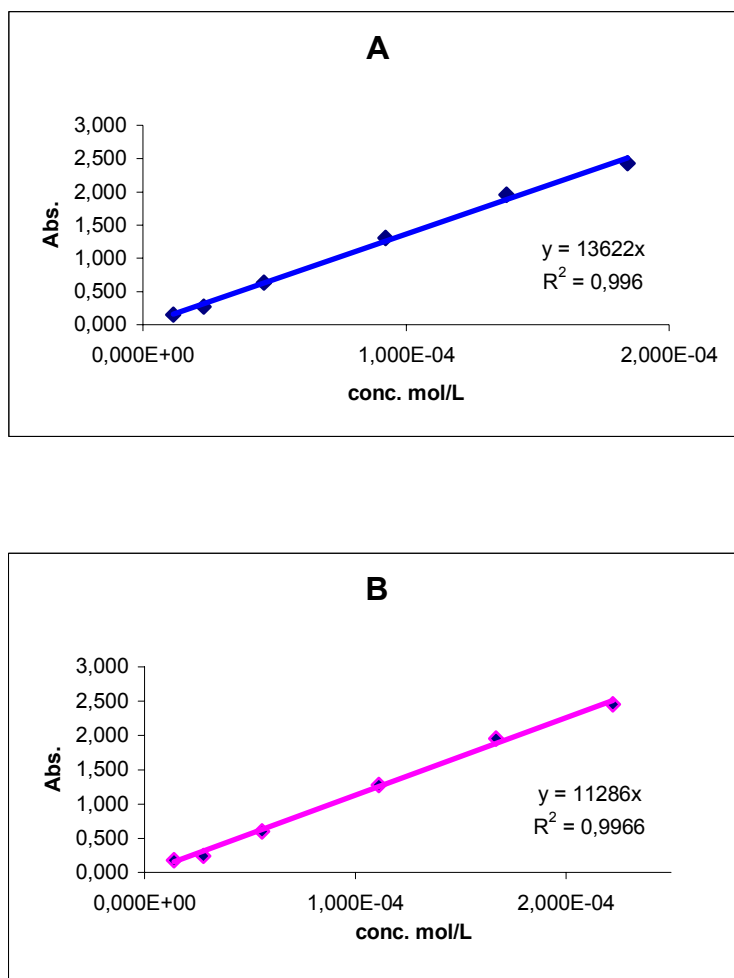 A
3,000
2,500
2,000
1,500
1,000
0,500
0,000
Abs.
y = 13622x
R² = 0,996
0,000E+00 1,000E-04 2,000E-04
conc. mol/L
B
3,000
2,500
2,000
1,500
1,000
0,500
0,000
Abs.
y = 11286x
R² = 0,9966
0,000E+00 1,000E-04 2,000E-04
conc. mol/L